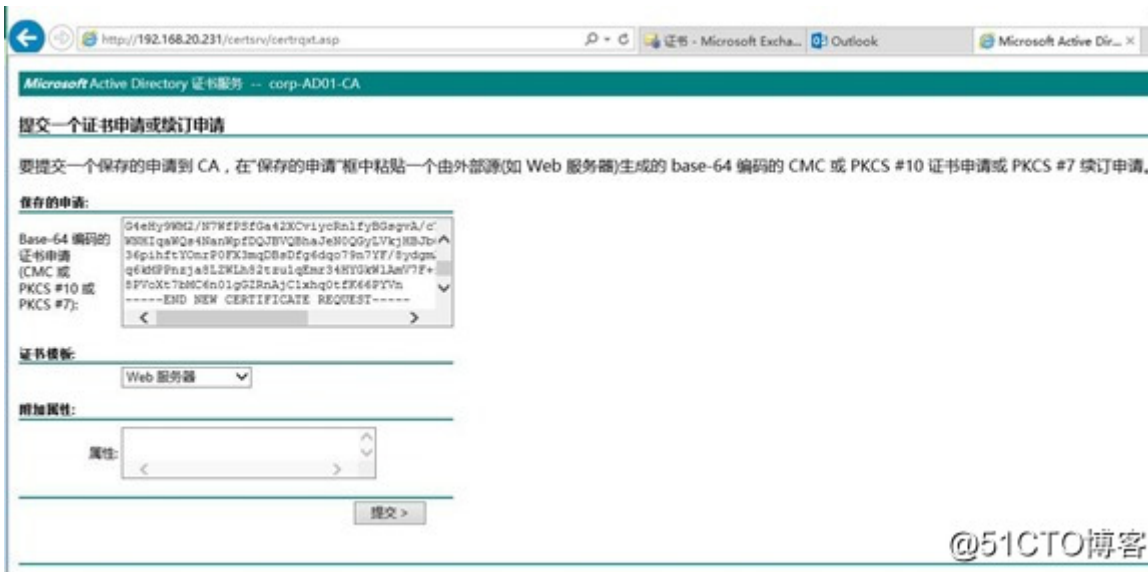 http://192.168.20.231/certsrv/certrqxt.asp
证书 - Microsoft Excha...
Outlook
Microsoft Active Dir...
Microsoft Active Directory 证书服务 -- corp-AD01-CA
提交一个证书申请或续订申请
要提交一个保存的申请到 CA，在"保存的申请"框中粘贴一个由外部源(如 Web 服务器)生成的 base-64 编码的 CMC 或 PKCS #10 证书申请或 PKCS #7 续订申请。
保存的申请:
Base-64 编码的
证书申请
(CMC 或
PKCS #10 或
PKCS #7):
-----END NEW CERTIFICATE REQUEST-----
证书模板:
Web 服务器
附加属性:
属性:
提交 >
@51CTO博客